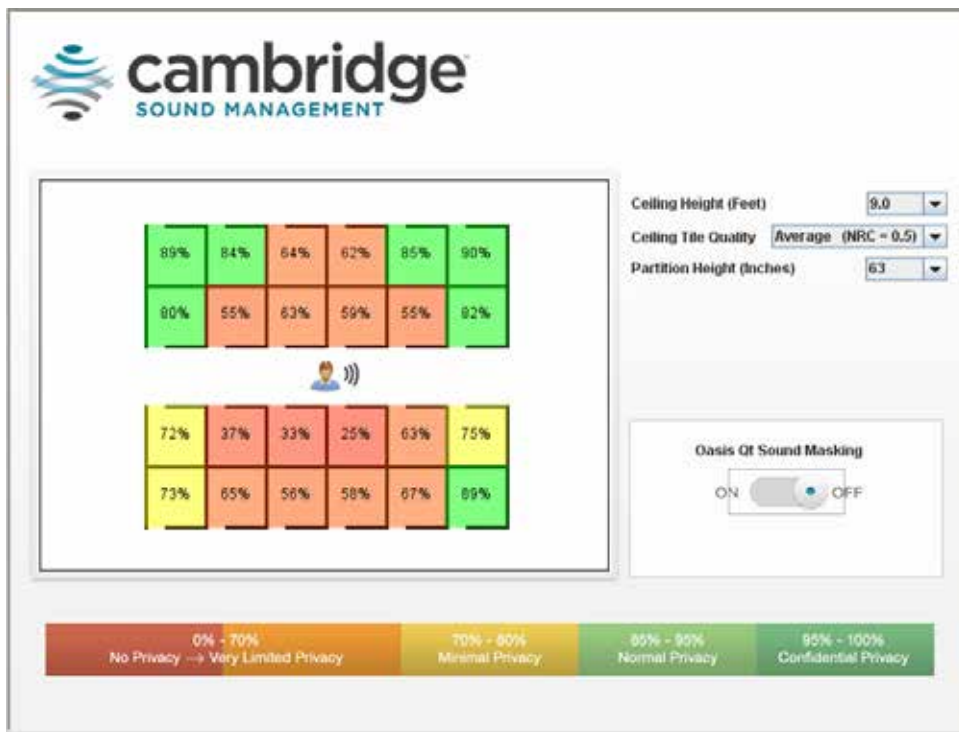 cambridge
SOUND MANAGEMENT
Ceiling Height (Feet) 9.0
Ceiling Tile Quality Average (NRC = 0.5)
Partition Height (Inches) 63
89% 84% 64% 62% 85% 90%
80% 55% 63% 59% 55% 82%
72% 37% 33% 25% 63% 75%
73% 65% 56% 58% 67% 89%
Oasis Qt Sound Masking
ON OFF
0% - 70% 70% - 80% 95% - 100%
No Privacy → Very Limited Privacy Minimal Privacy Normal Privacy Confidential Privacy